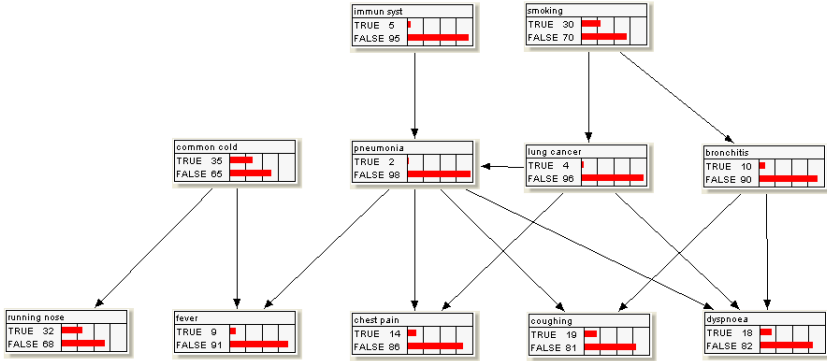 immun syst
TRUE 5
FALSE 95
smoking
TRUE 30
FALSE 70
common cold
TRUE 35
FALSE 65
pneumonia
TRUE 2
FALSE 98
lung cancer
TRUE 4
FALSE 96
bronchitis
TRUE 10
FALSE 90
running nose
TRUE 32
FALSE 68
fever
TRUE 9
FALSE 91
chest pain
TRUE 14
FALSE 86
coughing
TRUE 19
FALSE 81
dyspnoea
TRUE 18
FALSE 82